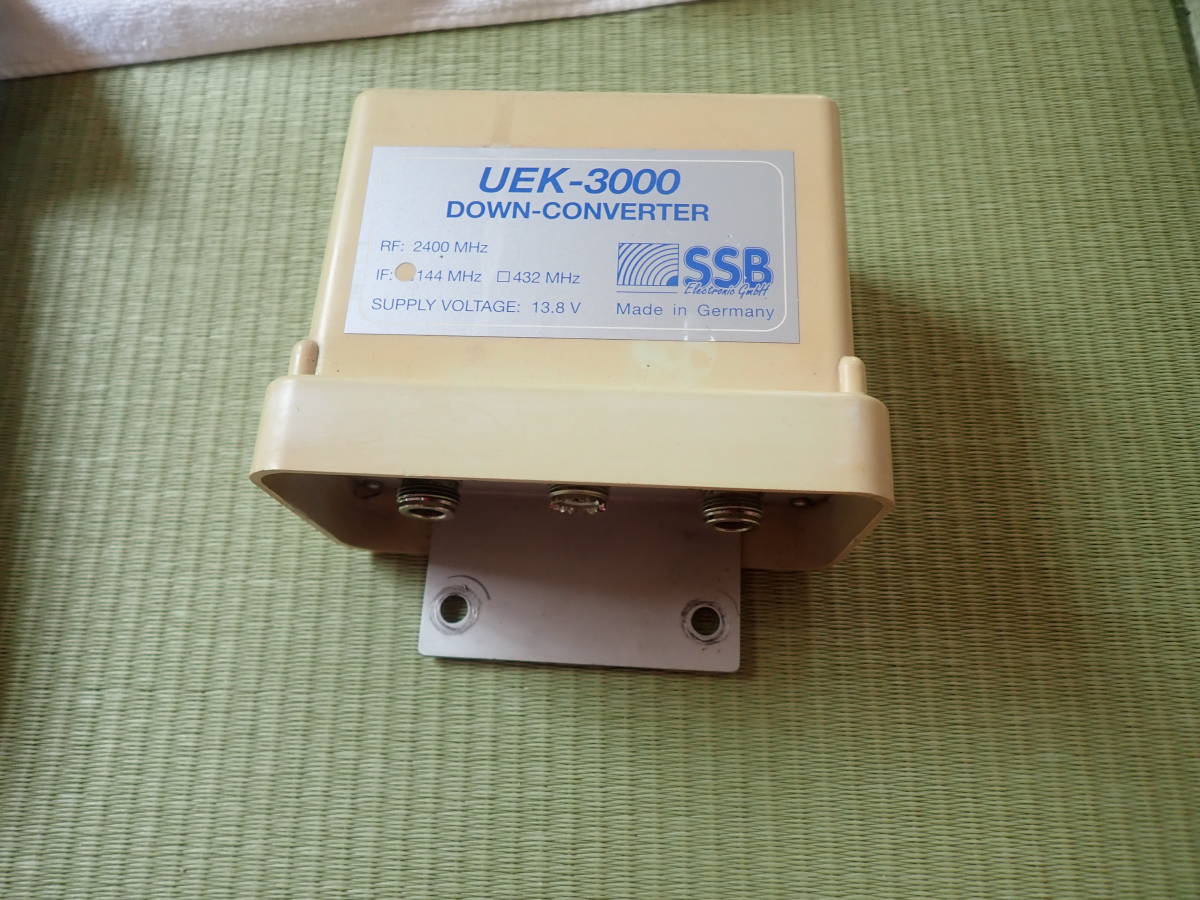 UEK-3000
DOWN-CONVERTER
RF: 2400 MHz
IF: 144 MHz □ 432 MHz
SUPPLY VOLTAGE: 13.8 V
SSB
Electronic GmbH
Made in Germany